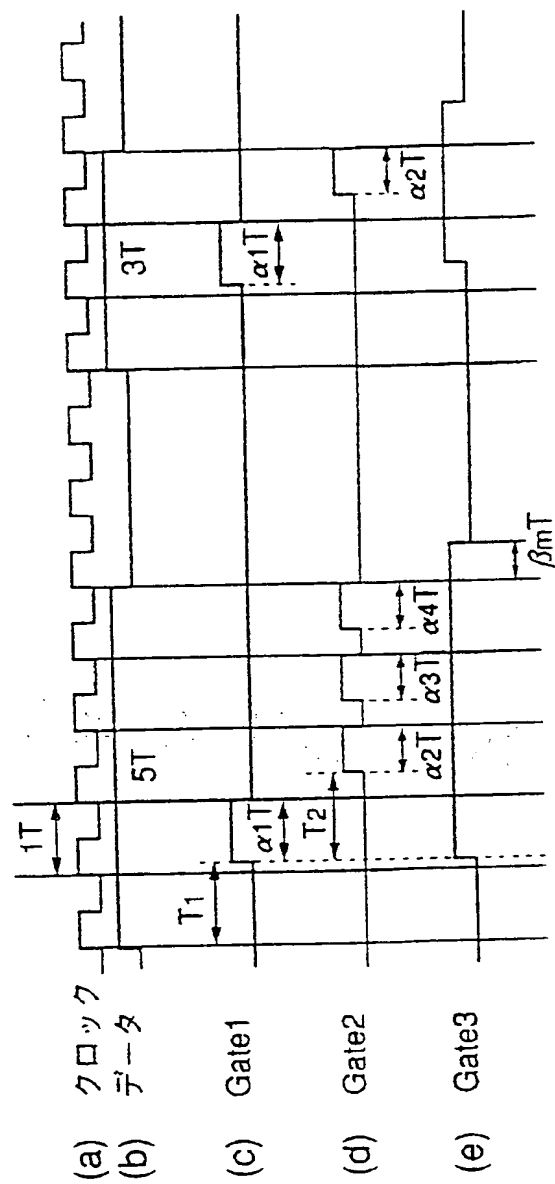 (a) クロック
(b) データ
(c) Gate1
(d) Gate2
(e) Gate3
1T
5T
3T
T1
α1T
α1T
T2
α2T
α3T
α4T
α2T
βmT